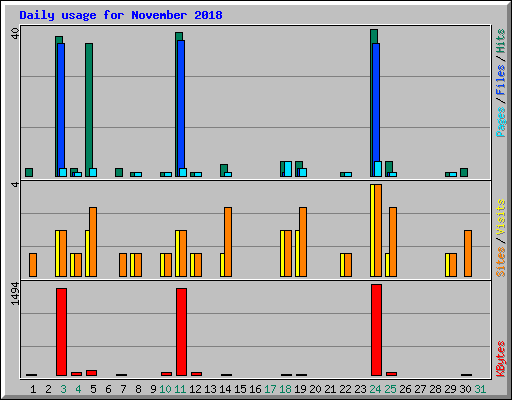 Daily usage for November 2018
40
Pages/Files/Hits
4
Sites/Visits
1494
KBytes
1 2 3 4 5 6 7 8 9 10 11 12 13 14 15 16 17 18 19 20 21 22 23 24 25 26 27 28 29 30 31